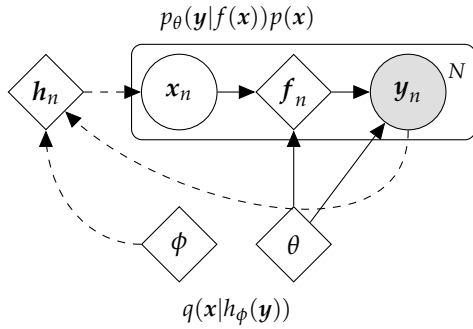 pθ(y|f(x))p(x)
N
hₙ xₙ fₙ yₙ
ϕ θ
q(x|hϕ(y))